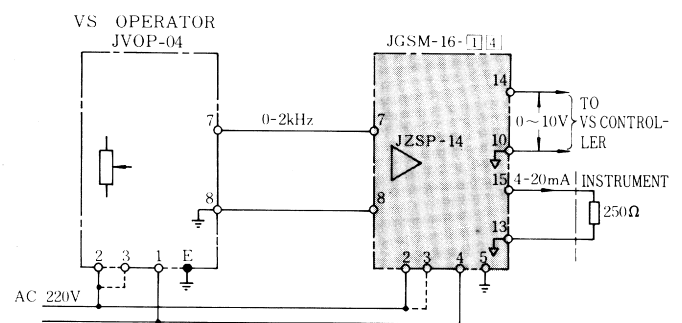 VS OPERATOR
JVOP-04
JGSM-16-1 4
14
7 0-2kHz 7
JZSP-14
0~10V
TO
VS CONTROL-
LER
10
15 4-20mA INSTRUMENT
8 8
250Ω
13
2 3 1 E
2 3 4 5
AC 220V